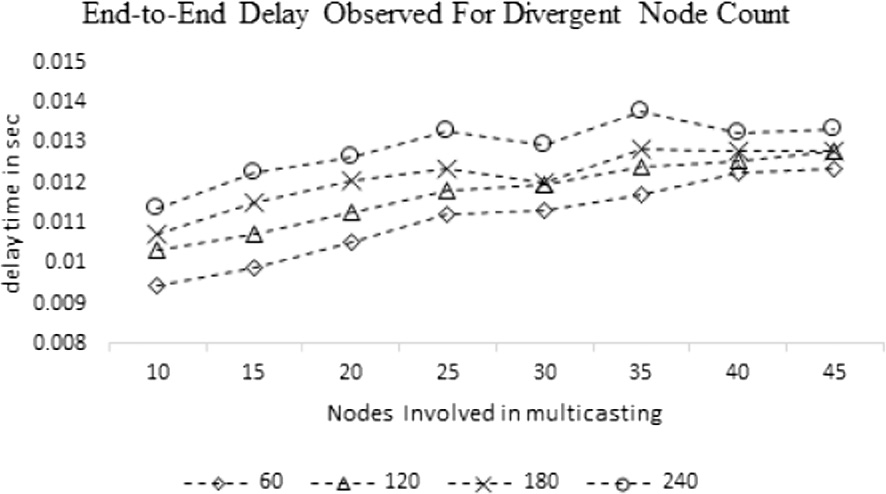 End-to-End Delay Observed For Divergent Node Count
0.015
0.014
0.013
0.012
0.011
0.01
0.009
0.008
delay time in sec
10 15 20 25 30 35 40 45
Nodes Involved in multicasting
60 120 180 240